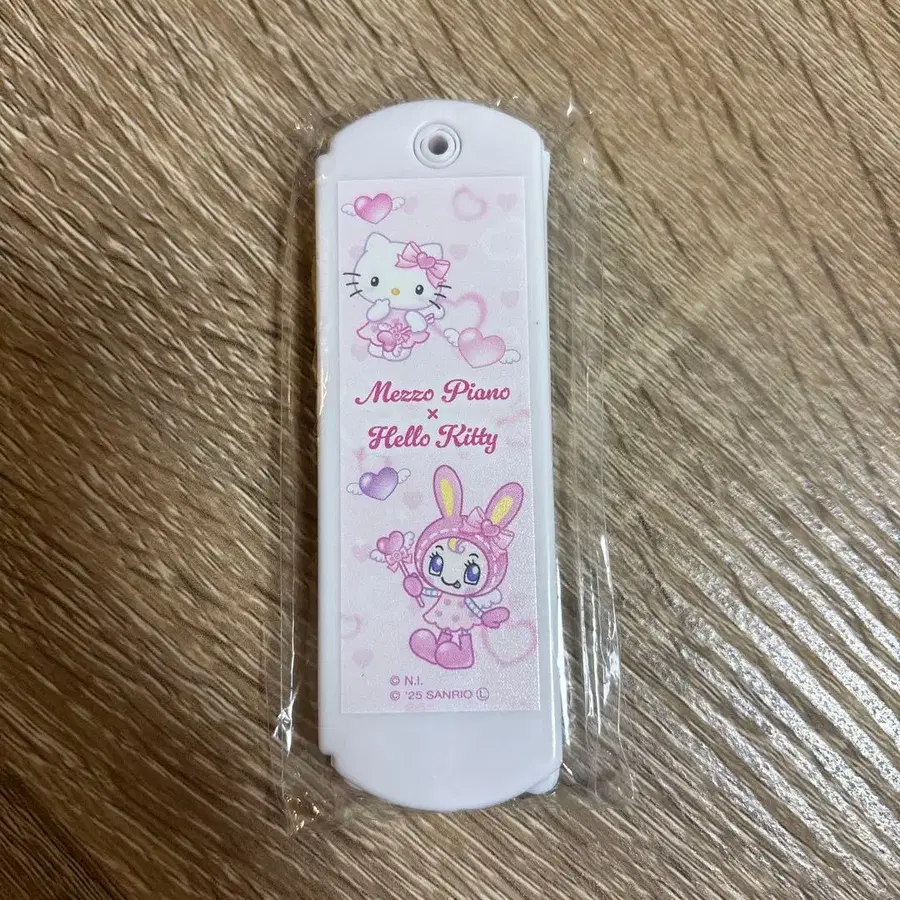 Mezzo Piano
×
Hello Kitty
© N.I.
© '25 SANRIO Ⓛ